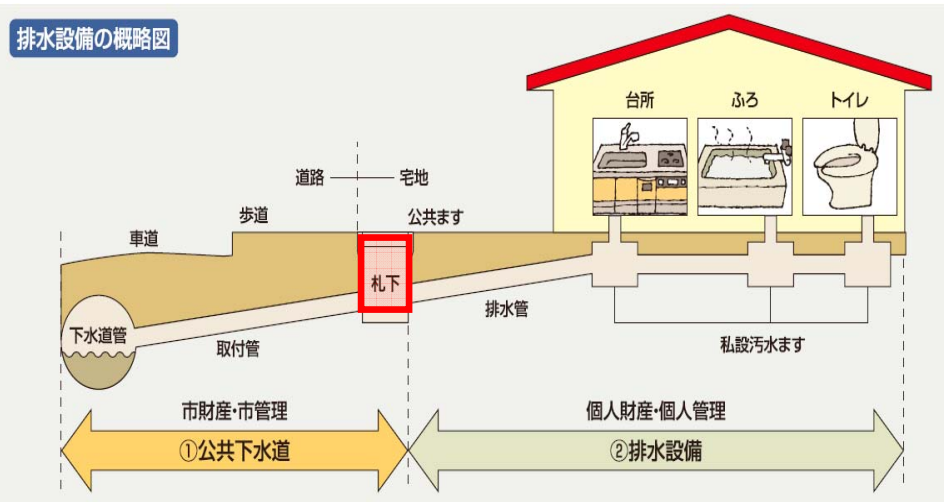 排水設備の概略図
台所
ふろ
トイレ
道路
宅地
歩道
公共ます
車道
札下
排水管
下水道管
取付管
私設汚水ます
市財産・市管理
個人財産・個人管理
①公共下水道
②排水設備